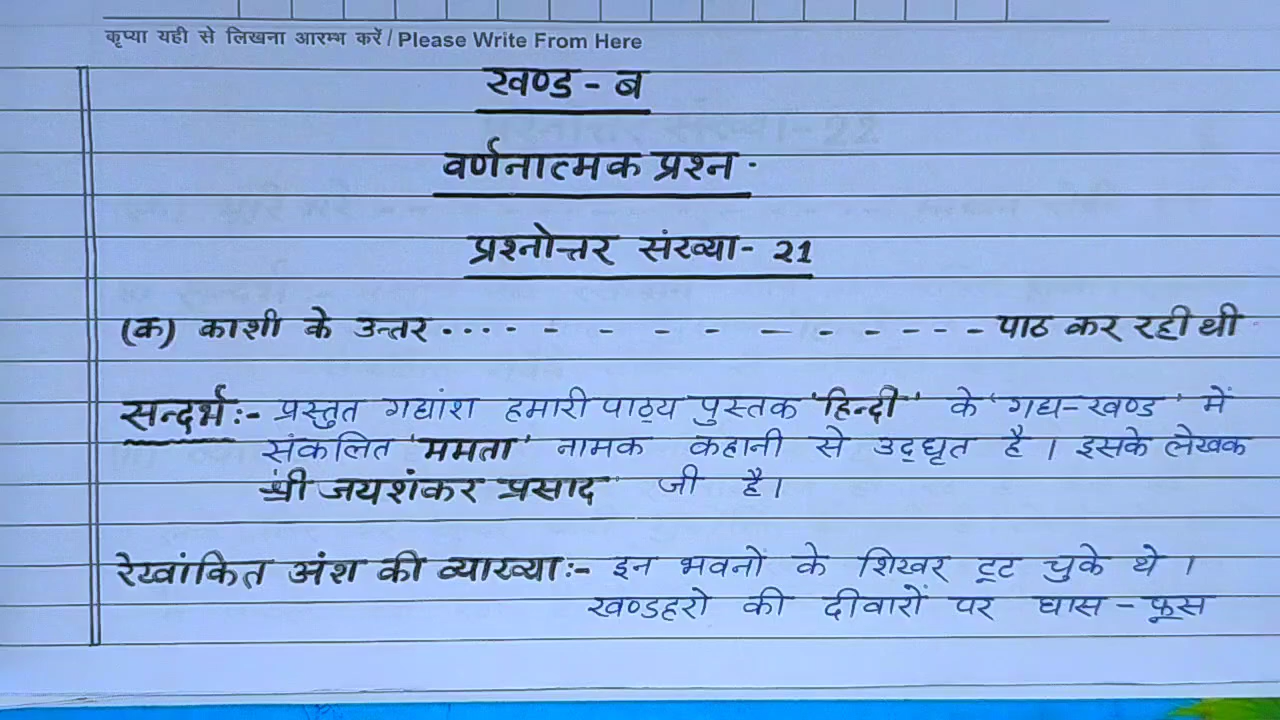 कृप्या यही से लिखना आरम्भ करें / Please Write From Here
खण्ड - ब
वर्णनात्मक प्रश्न.
प्रश्नोत्तर संख्या- 21
(क) काशी के उत्तर .... - - - - - - - - - - - पाठ कर रही थी
सन्दर्भ:- प्रस्तुत गद्यांश हमारी पाठ्य पुस्तक 'हिन्दी' के 'गद्य-खण्ड' में
संकलित 'ममता' नामक कहानी से उद्धृत है। इसके लेखक
'श्री जयशंकर प्रसाद' जी है।
रेखांकित अंश की व्याख्या:- इन भवनों के शिखर टूट चुके थे।
खण्डहरो की दीवारों पर घास - फूस